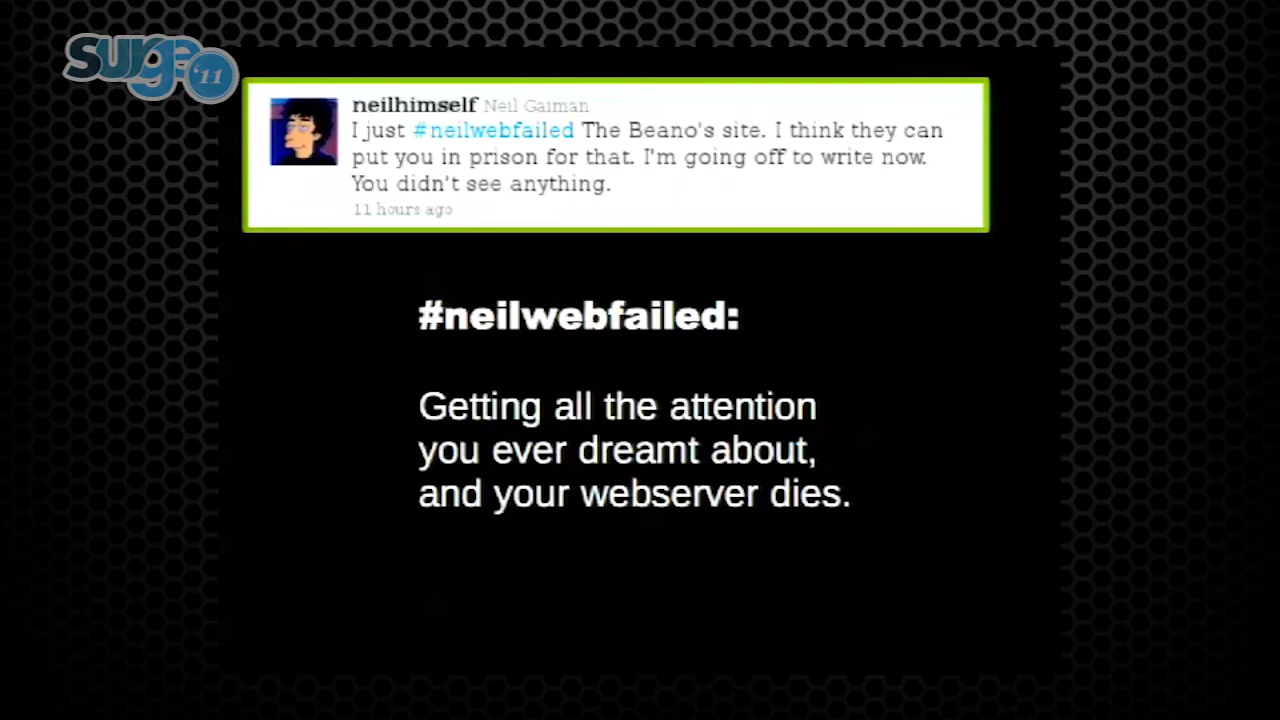 surge '11
neilhimself Neil Gaiman
I just #neilwebfailed The Beano's site. I think they can
put you in prison for that. I'm going off to write now.
You didn't see anything.
11 hours ago
#neilwebfailed:
Getting all the attention
you ever dreamt about,
and your webserver dies.